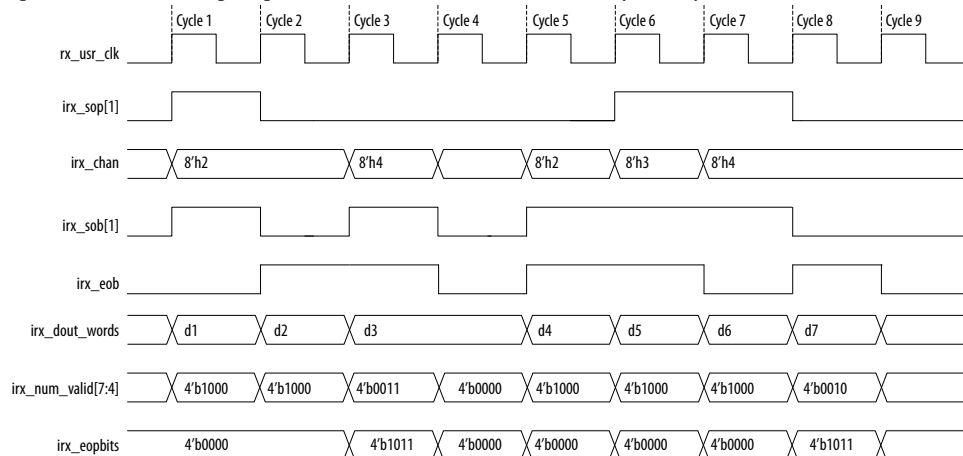 Cycle 1 Cycle 2 Cycle 3 Cycle 4 Cycle 5 Cycle 6 Cycle 7 Cycle 8 Cycle 9
rx_usr_clk
irx_sop[1]
irx_chan 8'h2 8'h4 8'h2 8'h3 8'h4
irx_sob[1]
irx_eob
irx_dout_words d1 d2 d3 d4 d5 d6 d7
irx_num_valid[7:4] 4'b1000 4'b1000 4'b0011 4'b0000 4'b1000 4'b1000 4'b1000 4'b0010
irx_eopbits 4'b0000 4'b1011 4'b0000 4'b0000 4'b0000 4'b0000 4'b1011